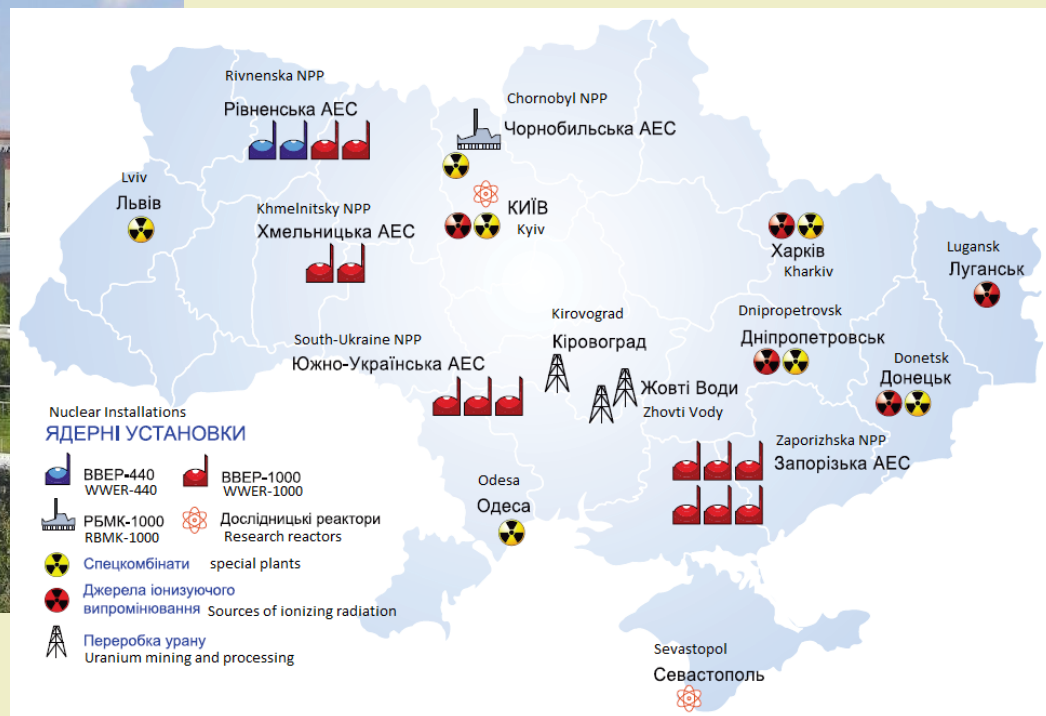 Rivnenska NPP
Рівненська АЕС
Chornobyl NPP
Чорнобильська АЕС
Lviv
Львів
Khmelnitsky NPP
Хмельницька АЕС
КИЇВ
Kyiv
Харків
Kharkiv
Lugansk
Луганськ
Kirovograd
Кіровоград
Dnipropetrovsk
Дніпропетровськ
South-Ukraine NPP
Южно-Українська АЕС
Donetsk
Донецьк
Жовті Води
Zhovti Vody
Zaporizhska NPP
Запорізька АЕС
Odesa
Одеса
Sevastopol
Севастополь
Nuclear Installations
ЯДЕРНІ УСТАНОВКИ
ВВЕР-440
WWER-440
ВВЕР-1000
WWER-1000
РБМК-1000
RBMK-1000
Дослідницькі реактори
Research reactors
Спецкомбінати special plants
Джерела іонизуючого
випромінювання Sources of ionizing radiation
Переробка урану
Uranium mining and processing